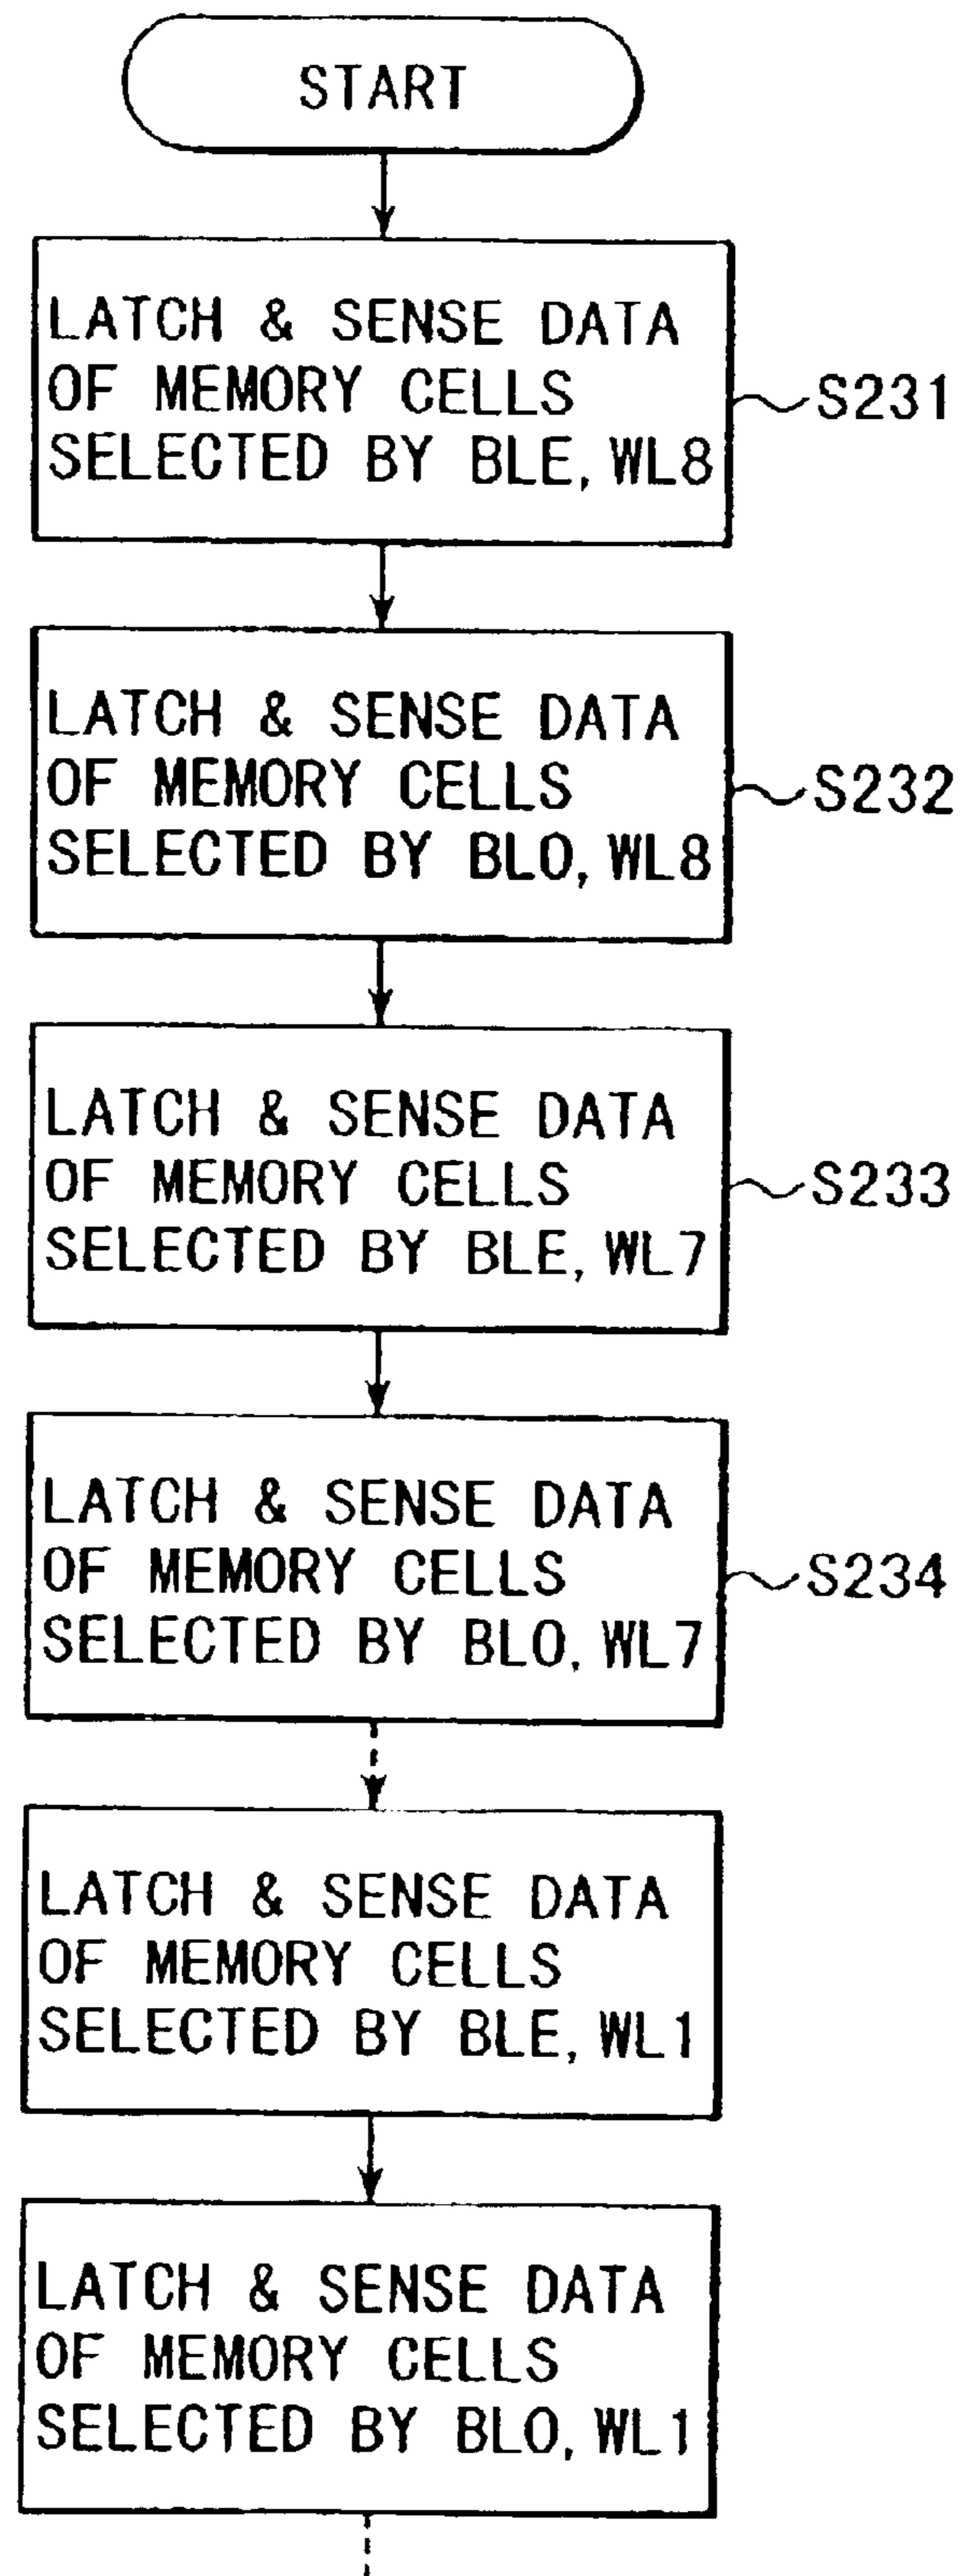 START
LATCH & SENSE DATA
OF MEMORY CELLS
SELECTED BY BLE, WL8
S231
LATCH & SENSE DATA
OF MEMORY CELLS
SELECTED BY BLO, WL8
S232
LATCH & SENSE DATA
OF MEMORY CELLS
SELECTED BY BLE, WL7
S233
LATCH & SENSE DATA
OF MEMORY CELLS
SELECTED BY BLO, WL7
S234
LATCH & SENSE DATA
OF MEMORY CELLS
SELECTED BY BLE, WL1
LATCH & SENSE DATA
OF MEMORY CELLS
SELECTED BY BLO, WL1